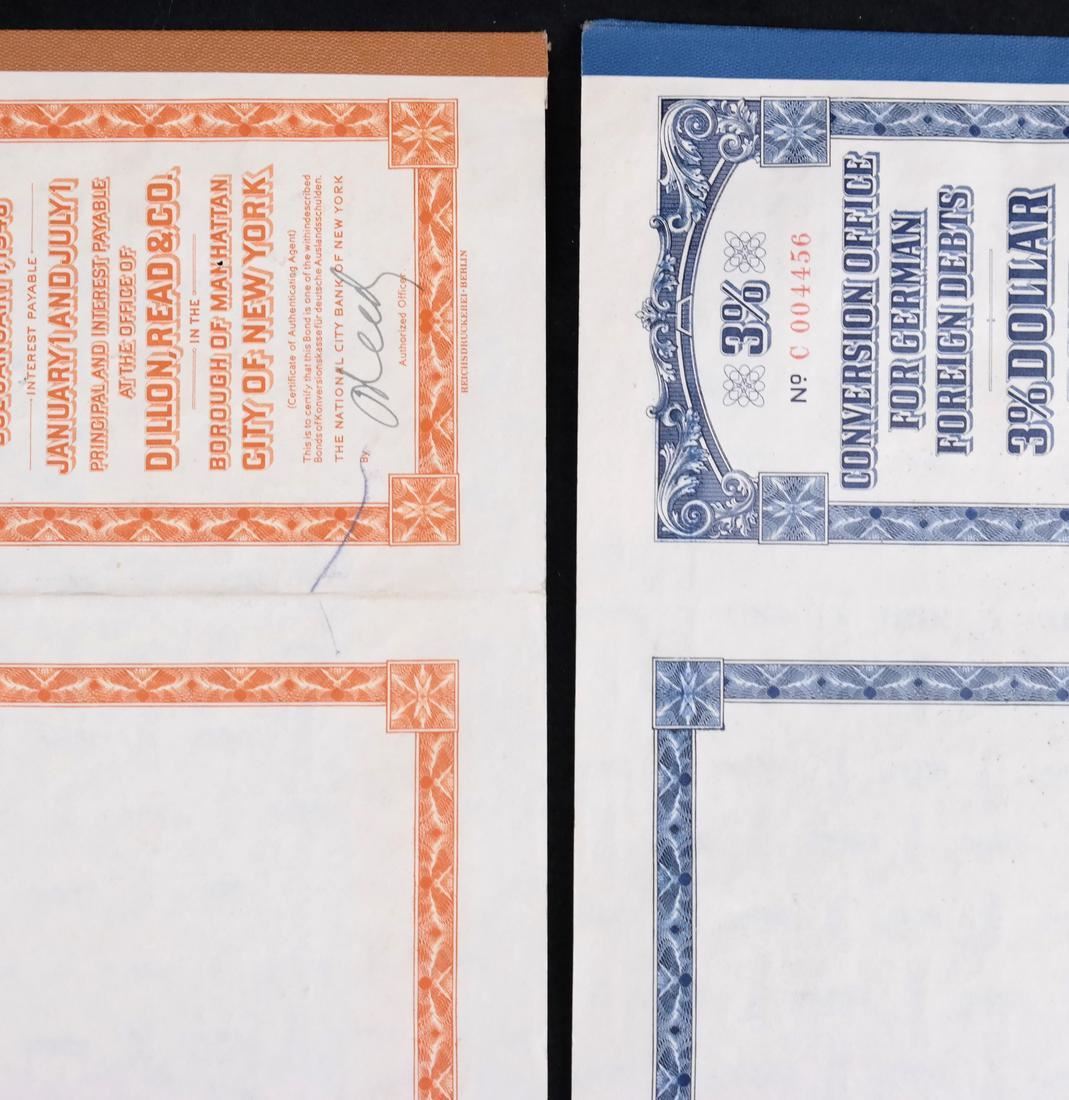 INTEREST PAYABLE
JANUARY 1 AND JULY 1
PRINCIPAL AND INTEREST PAYABLE
AT THE OFFICE OF
DILLON, READ & CO.
IN THE
BOROUGH OF MANHATTAN
CITY OF NEW YORK
(Certificate of Authenticating Agent)
This is to certify that this Bond is one of the within described
Bonds of Konversionskasse für deutsche Auslandsschulden.
THE NATIONAL CITY BANK OF NEW YORK
By
Authorized Officer
REICHSDRUCKEREI · BERLIN
3%
Nº C 004456
CONVERSION OFFICE
FOR GERMAN
FOREIGN DEBTS
3% DOLLAR